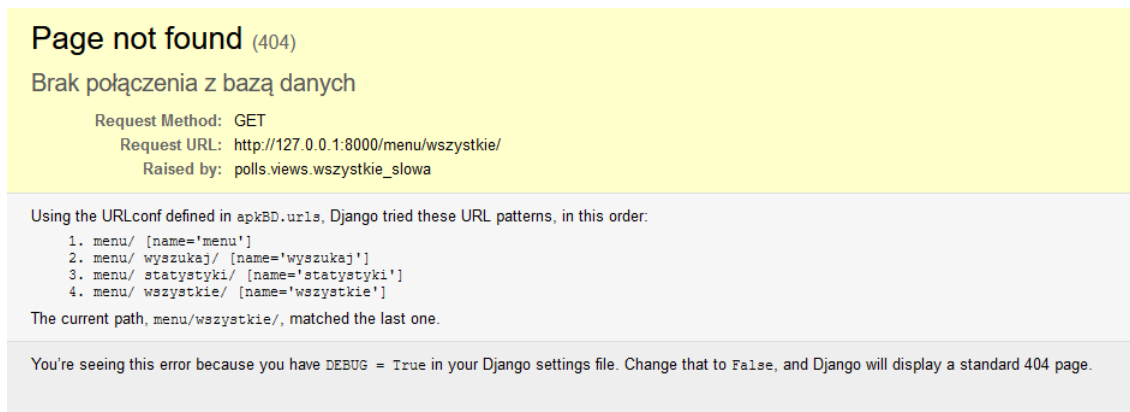 Page not found (404)
Brak połączenia z bazą danych
Request Method: GET
Request URL: http://127.0.0.1:8000/menu/wszystkie/
Raised by: polls.views.wszystkie_slowa
Using the URLconf defined in apkBD.urls, Django tried these URL patterns, in this order:
1. menu/ [name='menu']
2. menu/ wyszukaj/ [name='wyszukaj']
3. menu/ statystyki/ [name='statystyki']
4. menu/ wszystkie/ [name='wszystkie']
The current path, menu/wszystkie/, matched the last one.
You’re seeing this error because you have DEBUG = True in your Django settings file. Change that to False, and Django will display a standard 404 page.